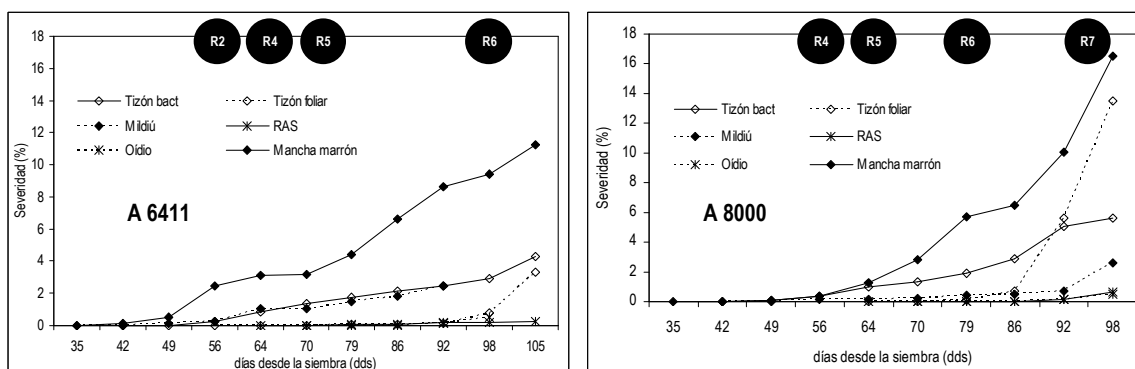 R2 R4 R5 R6
18
16
14
12
10
8
6
4
2
0
Severidad (%)
Tizón bact Tizón foliar
Mildiú RAS
Oídio Mancha marrón
A 6411
35 42 49 56 64 70 79 86 92 98 105
días desde la siembra (dds)
R4 R5 R6 R7
18
16
14
12
10
8
6
4
2
0
Severidad (%)
Tizón bact Tizón foliar
Mildiú RAS
Oídio Mancha marrón
A 8000
35 42 49 56 64 70 79 86 92 98
días desde la siembra (dds)